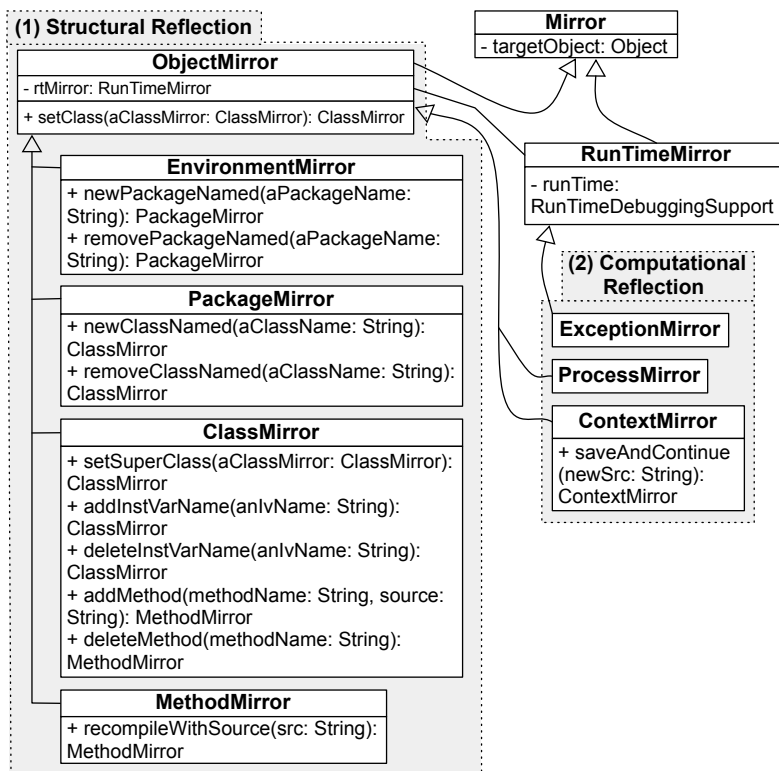 (1) Structural Reflection
ObjectMirror
- rtMirror: RunTimeMirror
+ setClass(aClassMirror: ClassMirror): ClassMirror
EnvironmentMirror
+ newPackageNamed(aPackageName:
String): PackageMirror
+ removePackageNamed(aPackageName:
String): PackageMirror
PackageMirror
+ newClassNamed(aClassName: String):
ClassMirror
+ removeClassNamed(aClassName: String):
ClassMirror
ClassMirror
+ setSuperClass(aClassMirror: ClassMirror):
ClassMirror
+ addInstVarName(anIvName: String):
ClassMirror
+ deleteInstVarName(anIvName: String):
ClassMirror
+ addMethod(methodName: String, source:
String): MethodMirror
+ deleteMethod(methodName: String):
MethodMirror
MethodMirror
+ recompileWithSource(src: String):
MethodMirror
Mirror
- targetObject: Object
RunTimeMirror
- runTime:
RunTimeDebuggingSupport
(2) Computational
Reflection
ExceptionMirror
ProcessMirror
ContextMirror
+ saveAndContinue
(newSrc: String):
ContextMirror